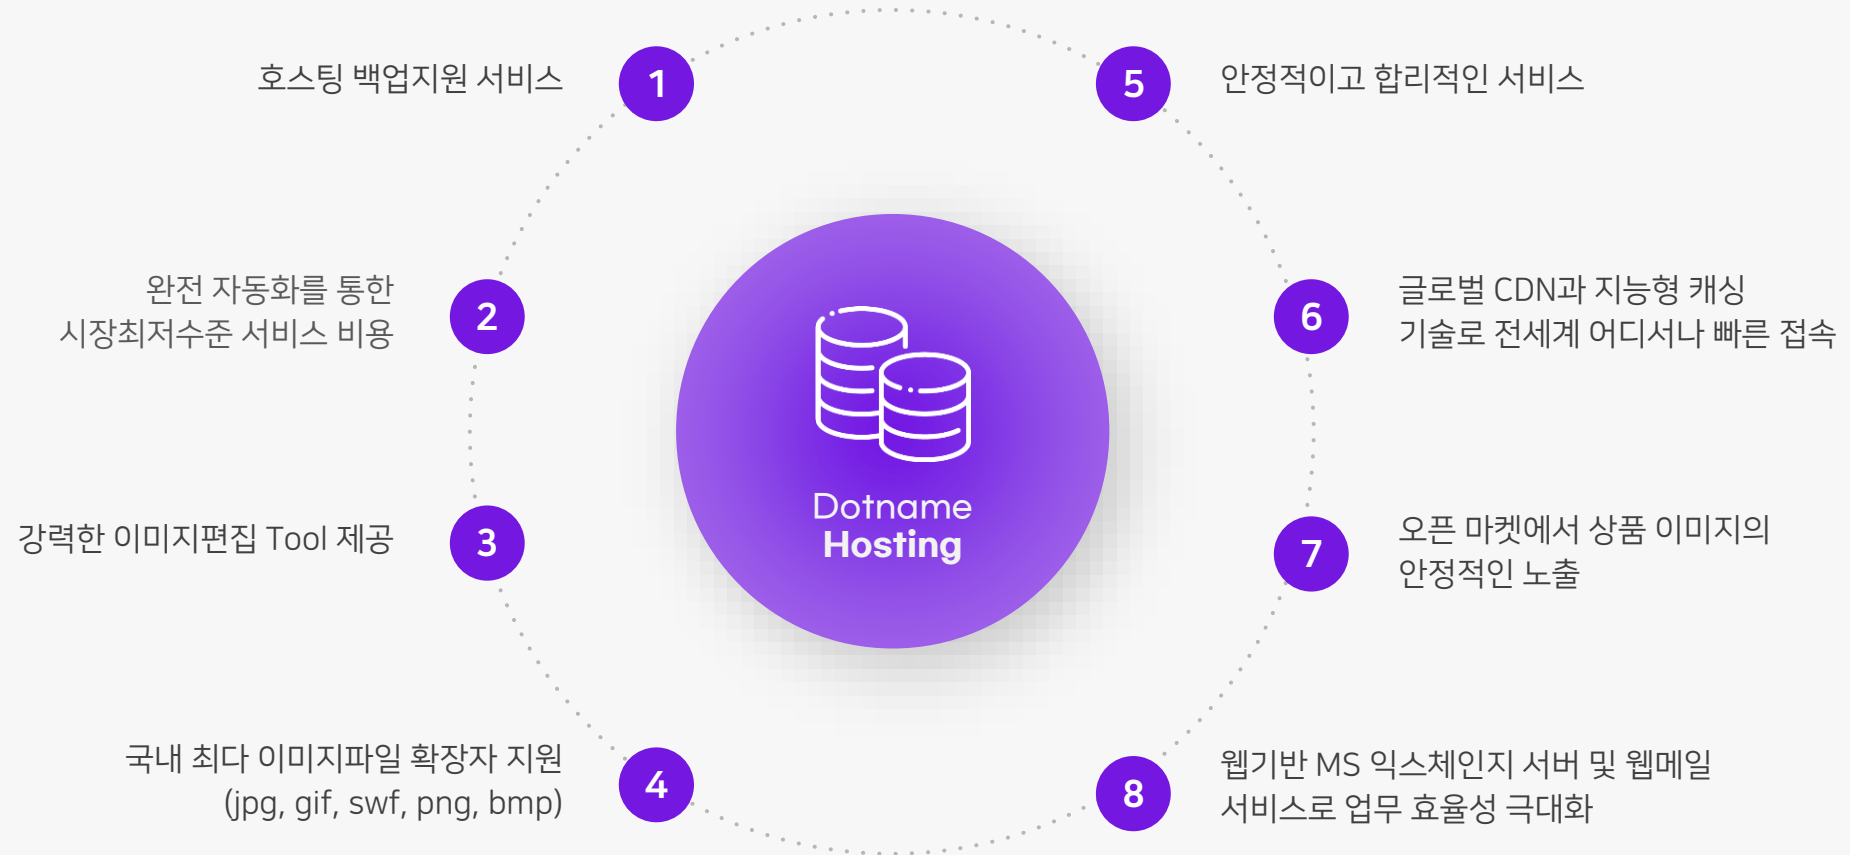 1
호스팅 백업지원 서비스
2
완전 자동화를 통한
시장최저수준 서비스 비용
3
강력한 이미지편집 Tool 제공
4
국내 최다 이미지파일 확장자 지원
(jpg, gif, swf, png, bmp)
Dotname
Hosting
5
안정적이고 합리적인 서비스
6
글로벌 CDN과 지능형 캐싱
기술로 전세계 어디서나 빠른 접속
7
오픈 마켓에서 상품 이미지의
안정적인 노출
8
웹기반 MS 익스체인지 서버 및 웹메일
서비스로 업무 효율성 극대화